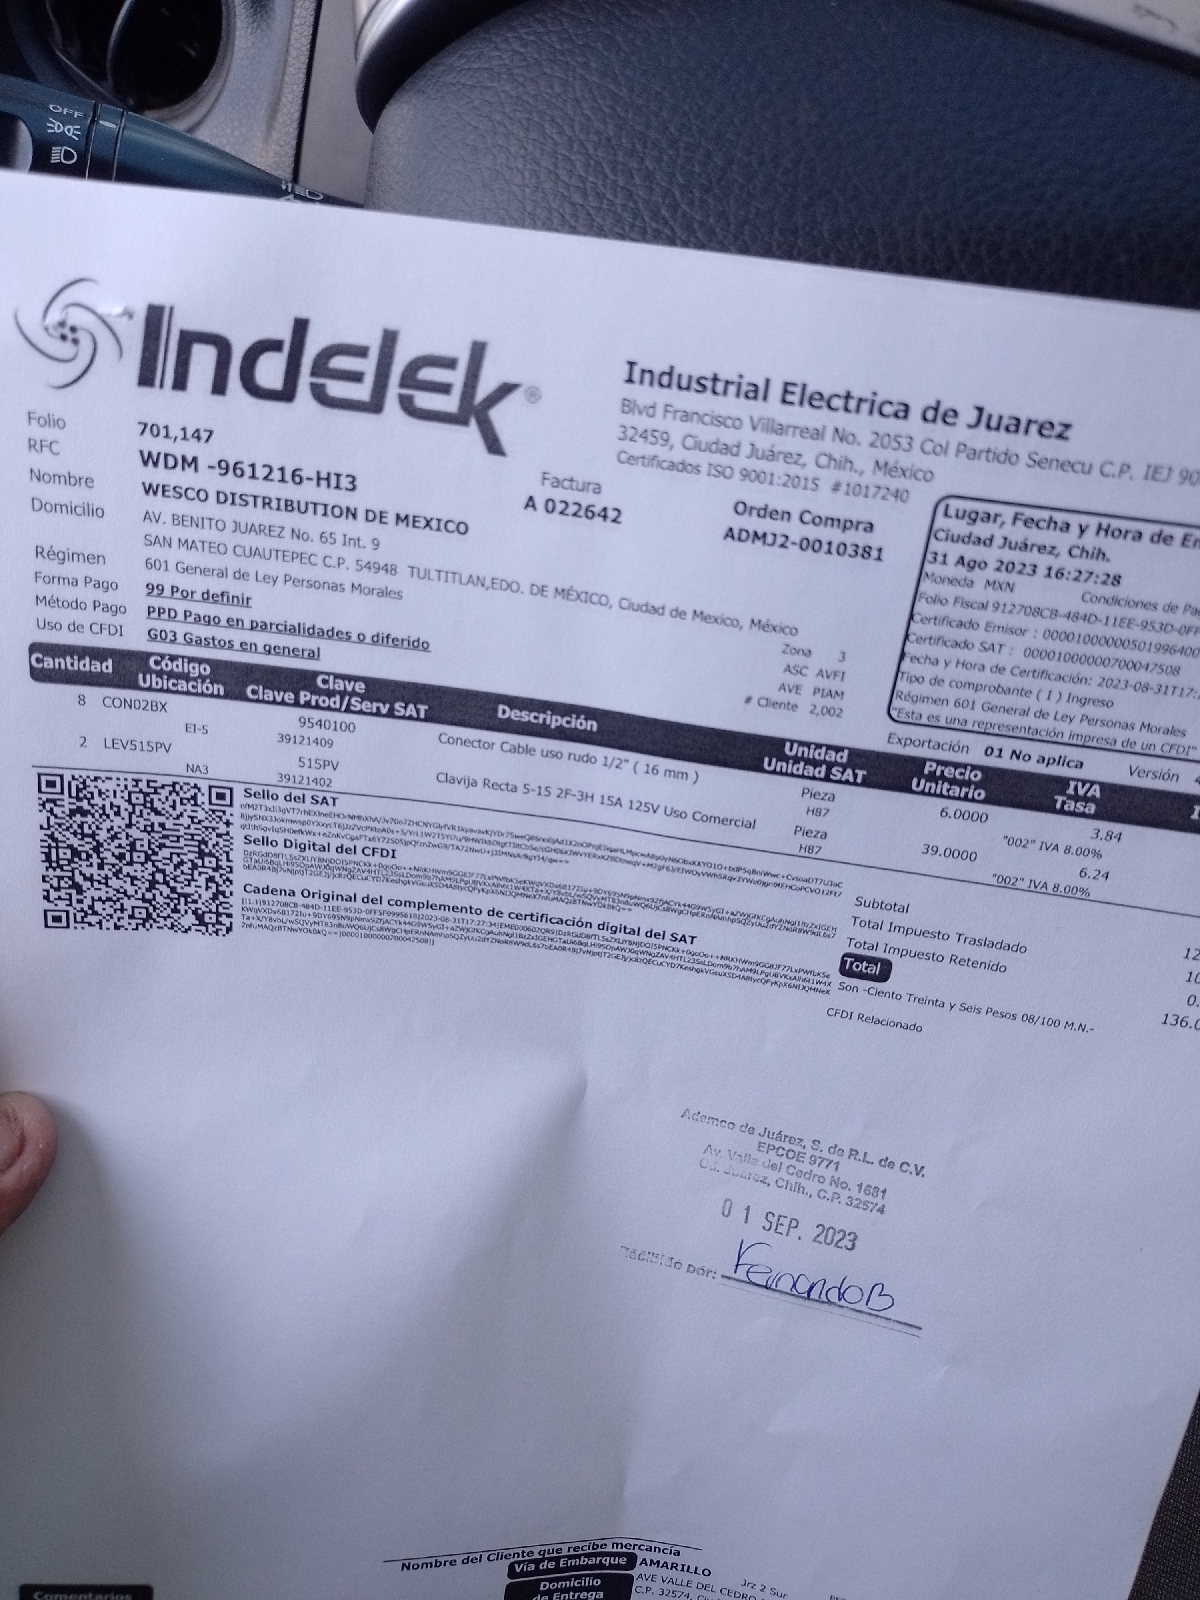 OFF
Indelek®
Industrial Electrica de Juarez
Blvd Francisco Villarreal No. 2053 Col Partido Senecu C.P. IEJ 90
32459, Ciudad Juárez, Chih., México
Certificados ISO 9001:2015 #1017240
Folio 701,147
RFC WDM -961216-HI3
Nombre WESCO DISTRIBUTION DE MEXICO
Domicilio AV. BENITO JUAREZ No. 65 Int. 9
SAN MATEO CUAUTEPEC C.P. 54948 TULTITLAN,EDO. DE MÉXICO, Ciudad de Mexico, México
Régimen 601 General de Ley Personas Morales
Forma Pago 99 Por definir
Método Pago PPD Pago en parcialidades o diferido
Uso de CFDI G03 Gastos en general
Factura
A 022642
Orden Compra
ADMJ2-0010381
Zona 3
ASC AVFI
AVE PIAM
# Cliente 2,002
Lugar, Fecha y Hora de
Ciudad Juárez, Chih.
31 Ago 2023 16:27:28
Moneda MXN Condiciones de
Folio Fiscal 912708CB-484D-11EE-953D-0FF
Certificado Emisor : 0000100000050199640
Certificado SAT : 00001000000700047508
Fecha y Hora de Certificación: 2023-08-31T17:
Tipo de comprobante ( I ) Ingreso
Régimen 601 General de Ley Personas Morales
"Esta es una representación impresa de un CFDI"
Exportación 01 No aplica Versión
Cantidad Código Ubicación Clave Clave Prod/Serv SAT Descripción Unidad Unidad SAT Precio Unitario IVA Tasa
8 CON02BX 9540100 Conector Cable uso rudo 1/2" ( 16 mm ) Pieza 6.0000 3.84
EI-5 39121409 H87 "002" IVA 8.00%
2 LEV515PV 515PV Clavija Recta 5-15 2F-3H 15A 125V Uso Comercial Pieza 39.0000 6.24
NA3 39121402 H87 "002" IVA 8.00%
Sello del SAT
Sello Digital del CFDI
Cadena Original del complemento de certificación digital del SAT
Subtotal 12
Total Impuesto Trasladado 10
Total Impuesto Retenido 0.
Total 136.0
Son -Ciento Treinta y Seis Pesos 08/100 M.N.-
CFDI Relacionado
Ademco de Juárez, S. de R.L. de C.V.
EPCOE 9771
Av. Valle del Cedro No. 1681
Cd. Juárez, Chih., C.P. 32574
01 SEP. 2023
Recibido por: Fernando B
Nombre del Cliente que recibe mercancía
Vía de Embarque AMARILLO
Domicilio de Entrega AVE VALLE DEL CEDRO Jrz 2 Sur
C.P. 32574,
Comentarios